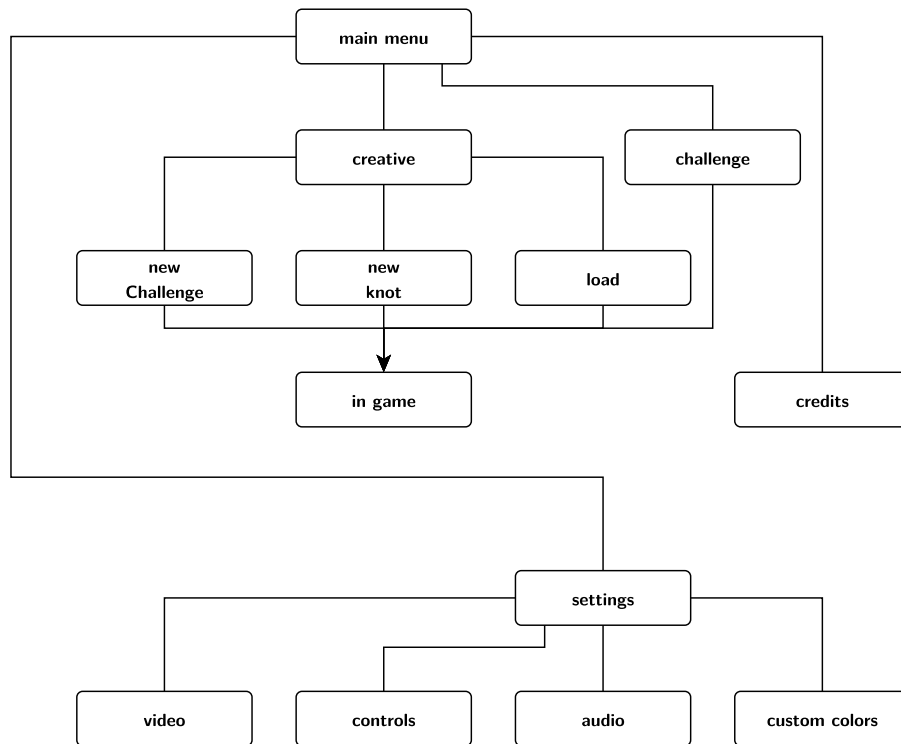 main menu
creative
challenge
new
Challenge
new
knot
load
in game
credits
settings
video
controls
audio
custom colors